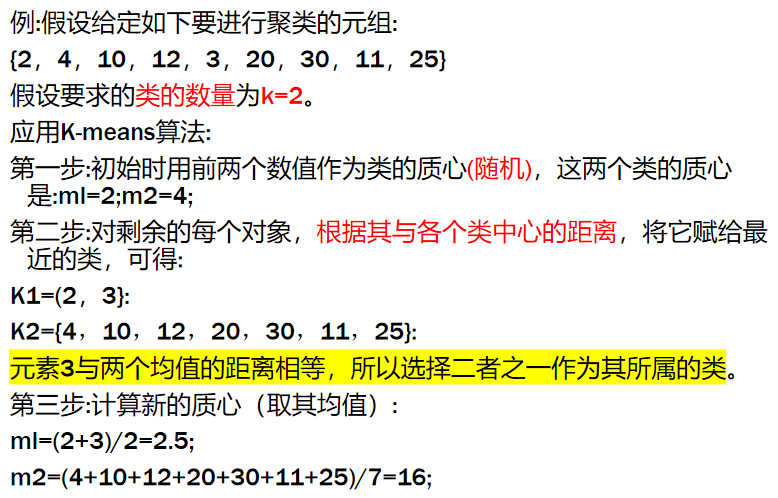 例:假设给定如下要进行聚类的元组:
{2，4，10，12，3，20，30，11，25}
假设要求的类的数量为k=2。
应用K-means算法:
第一步:初始时用前两个数值作为类的质心(随机)，这两个类的质心
是:ml=2;m2=4;
第二步:对剩余的每个对象，根据其与各个类中心的距离，将它赋给最
近的类，可得:
K1=(2，3}:
K2={4，10，12，20，30，11，25}:
元素3与两个均值的距离相等，所以选择二者之一作为其所属的类。
第三步:计算新的质心（取其均值）:
ml=(2+3)/2=2.5;
m2=(4+10+12+20+30+11+25)/7=16;